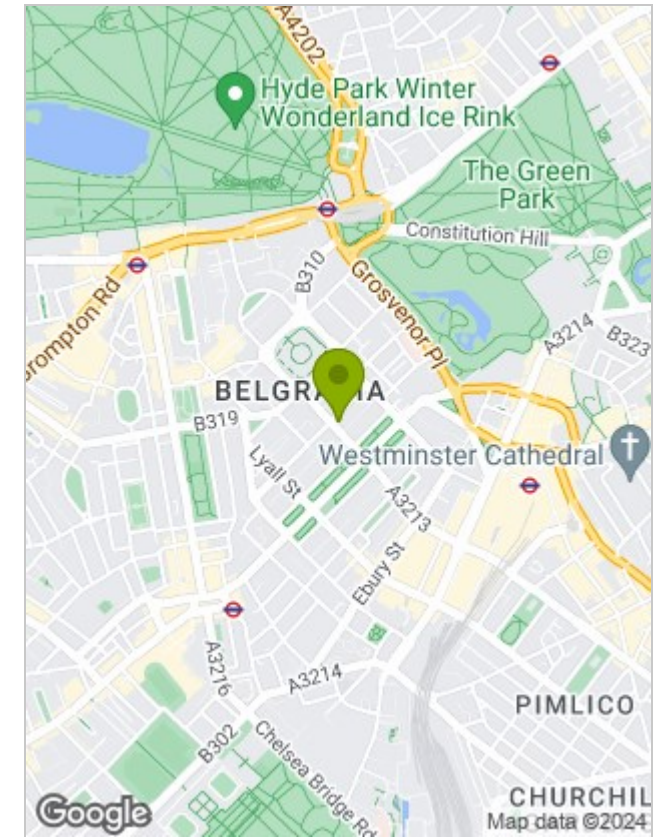 A4202
Hyde Park Winter
Wonderland Ice Rink
The Green
Park
Constitution Hill
B310
Grosvenor Pl
A3214
B323
Brompton Rd
BELGRA IA
B319
Westminster Cathedral
Lyall St
A3213
Ebury St
A3214
A3216
PIMLICO
B302
Chelsea Bridge Rd
CHURCHIL
Google
Map data ©2024